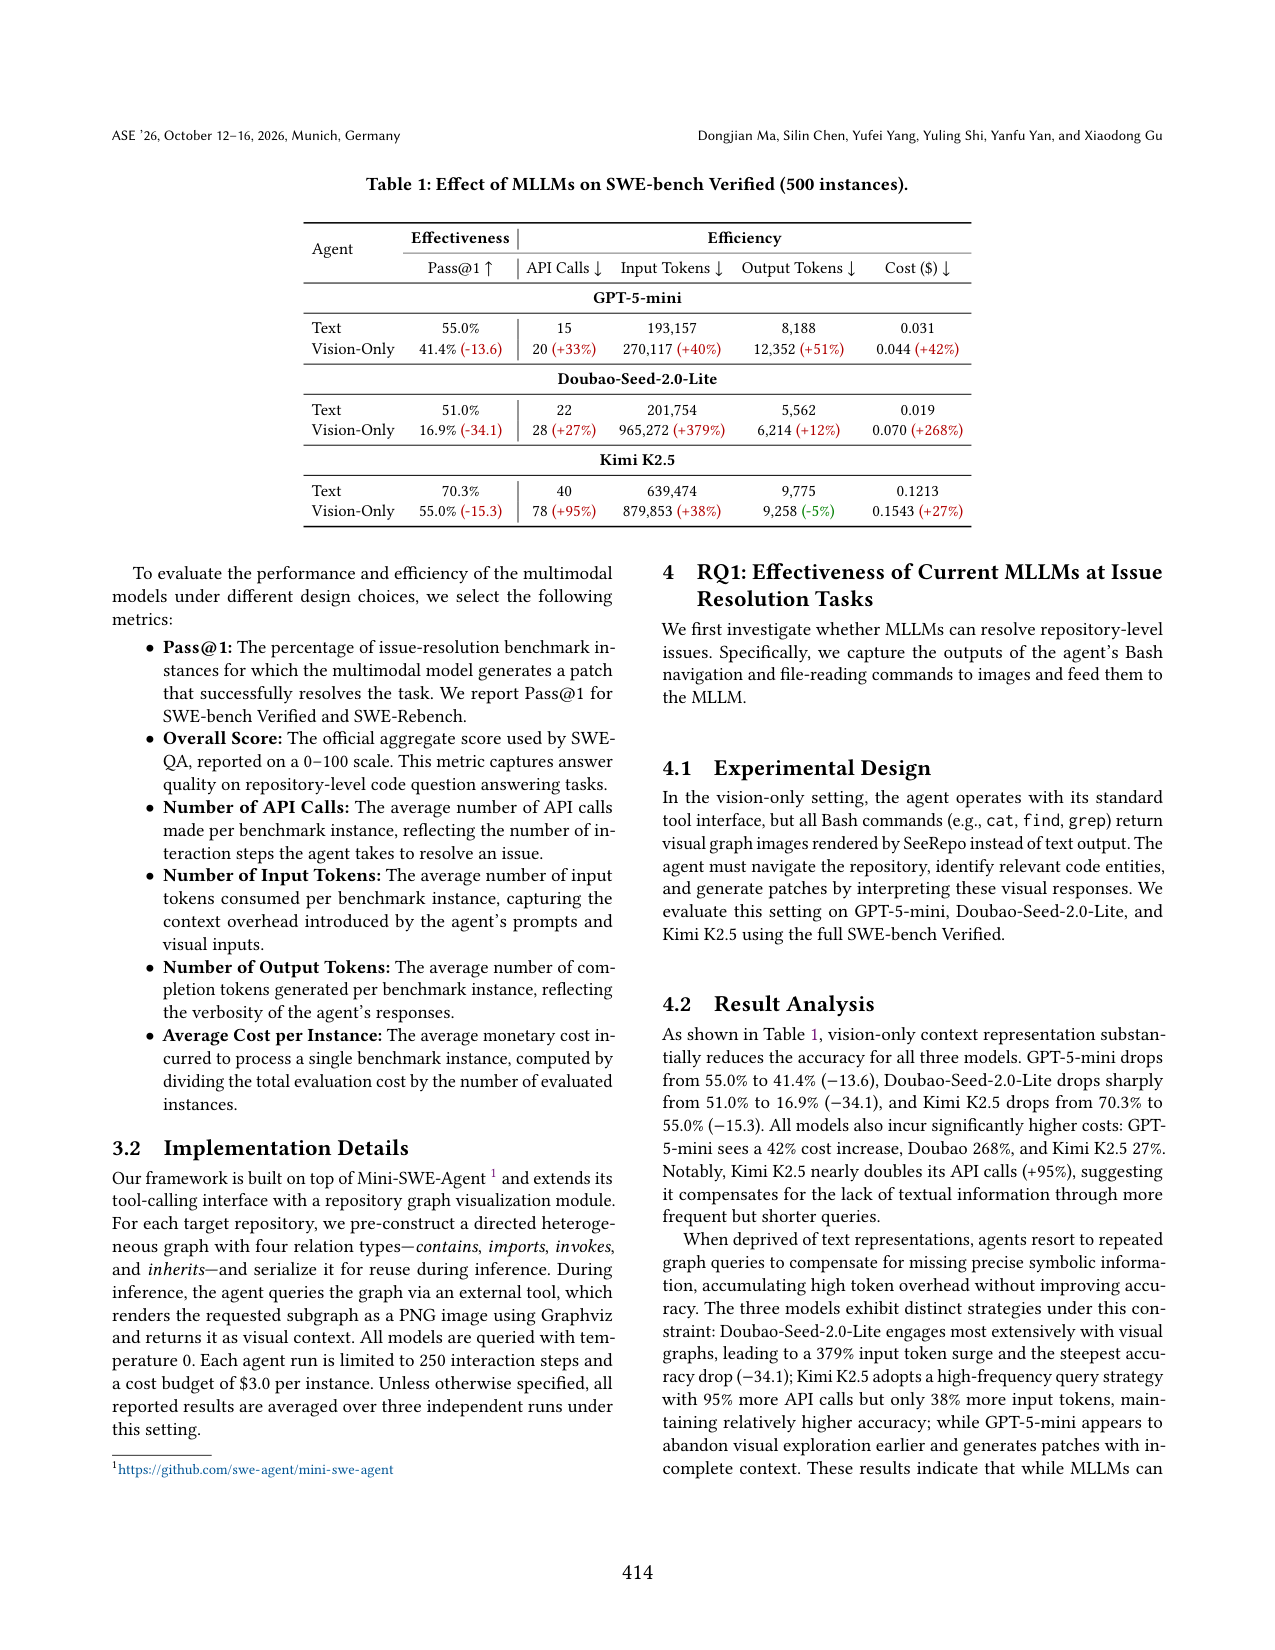 ASE ’26, October 12–16, 2026, Munich, Germany
Dongjian Ma, Silin Chen, Yufei Yang, Yuling Shi, Yanfu Yan, and Xiaodong Gu
Table 1: Effect of MLLMs on SWE-bench Verified (500 instances).
Agent Effectiveness Efficiency
Pass@1 ↑ API Calls ↓ Input Tokens ↓ Output Tokens ↓ Cost ($) ↓
GPT-5-mini
Text 55.0% 15 193,157 8,188 0.031
Vision-Only 41.4% (-13.6) 20 (+33%) 270,117 (+40%) 12,352 (+51%) 0.044 (+42%)
Doubao-Seed-2.0-Lite
Text 51.0% 22 201,754 5,562 0.019
Vision-Only 16.9% (-34.1) 28 (+27%) 965,272 (+379%) 6,214 (+12%) 0.070 (+268%)
Kimi K2.5
Text 70.3% 40 639,474 9,775 0.1213
Vision-Only 55.0% (-15.3) 78 (+95%) 879,853 (+38%) 9,258 (-5%) 0.1543 (+27%)
To evaluate the performance and efficiency of the multimodal
models under different design choices, we select the following
metrics:
• Pass@1: The percentage of issue-resolution benchmark in-
stances for which the multimodal model generates a patch
that successfully resolves the task. We report Pass@1 for
SWE-bench Verified and SWE-Rebench.
• Overall Score: The official aggregate score used by SWE-
QA, reported on a 0–100 scale. This metric captures answer
quality on repository-level code question answering tasks.
• Number of API Calls: The average number of API calls
made per benchmark instance, reflecting the number of in-
teraction steps the agent takes to resolve an issue.
• Number of Input Tokens: The average number of input
tokens consumed per benchmark instance, capturing the
context overhead introduced by the agent’s prompts and
visual inputs.
• Number of Output Tokens: The average number of com-
pletion tokens generated per benchmark instance, reflecting
the verbosity of the agent’s responses.
• Average Cost per Instance: The average monetary cost in-
curred to process a single benchmark instance, computed by
dividing the total evaluation cost by the number of evaluated
instances.
3.2 Implementation Details
Our framework is built on top of Mini-SWE-Agent 1 and extends its
tool-calling interface with a repository graph visualization module.
For each target repository, we pre-construct a directed heteroge-
neous graph with four relation types—contains, imports, invokes,
and inherits—and serialize it for reuse during inference. During
inference, the agent queries the graph via an external tool, which
renders the requested subgraph as a PNG image using Graphviz
and returns it as visual context. All models are queried with tem-
perature 0. Each agent run is limited to 250 interaction steps and
a cost budget of $3.0 per instance. Unless otherwise specified, all
reported results are averaged over three independent runs under
this setting.
1https://github.com/swe-agent/mini-swe-agent
4 RQ1: Effectiveness of Current MLLMs at Issue
Resolution Tasks
We first investigate whether MLLMs can resolve repository-level
issues. Specifically, we capture the outputs of the agent’s Bash
navigation and file-reading commands to images and feed them to
the MLLM.
4.1 Experimental Design
In the vision-only setting, the agent operates with its standard
tool interface, but all Bash commands (e.g., cat, find, grep) return
visual graph images rendered by SeeRepo instead of text output. The
agent must navigate the repository, identify relevant code entities,
and generate patches by interpreting these visual responses. We
evaluate this setting on GPT-5-mini, Doubao-Seed-2.0-Lite, and
Kimi K2.5 using the full SWE-bench Verified.
4.2 Result Analysis
As shown in Table 1, vision-only context representation substan-
tially reduces the accuracy for all three models. GPT-5-mini drops
from 55.0% to 41.4% (−13.6), Doubao-Seed-2.0-Lite drops sharply
from 51.0% to 16.9% (−34.1), and Kimi K2.5 drops from 70.3% to
55.0% (−15.3). All models also incur significantly higher costs: GPT-
5-mini sees a 42% cost increase, Doubao 268%, and Kimi K2.5 27%.
Notably, Kimi K2.5 nearly doubles its API calls (+95%), suggesting
it compensates for the lack of textual information through more
frequent but shorter queries.
When deprived of text representations, agents resort to repeated
graph queries to compensate for missing precise symbolic informa-
tion, accumulating high token overhead without improving accu-
racy. The three models exhibit distinct strategies under this con-
straint: Doubao-Seed-2.0-Lite engages most extensively with visual
graphs, leading to a 379% input token surge and the steepest accu-
racy drop (−34.1); Kimi K2.5 adopts a high-frequency query strategy
with 95% more API calls but only 38% more input tokens, main-
taining relatively higher accuracy; while GPT-5-mini appears to
abandon visual exploration earlier and generates patches with in-
complete context. These results indicate that while MLLMs can
414